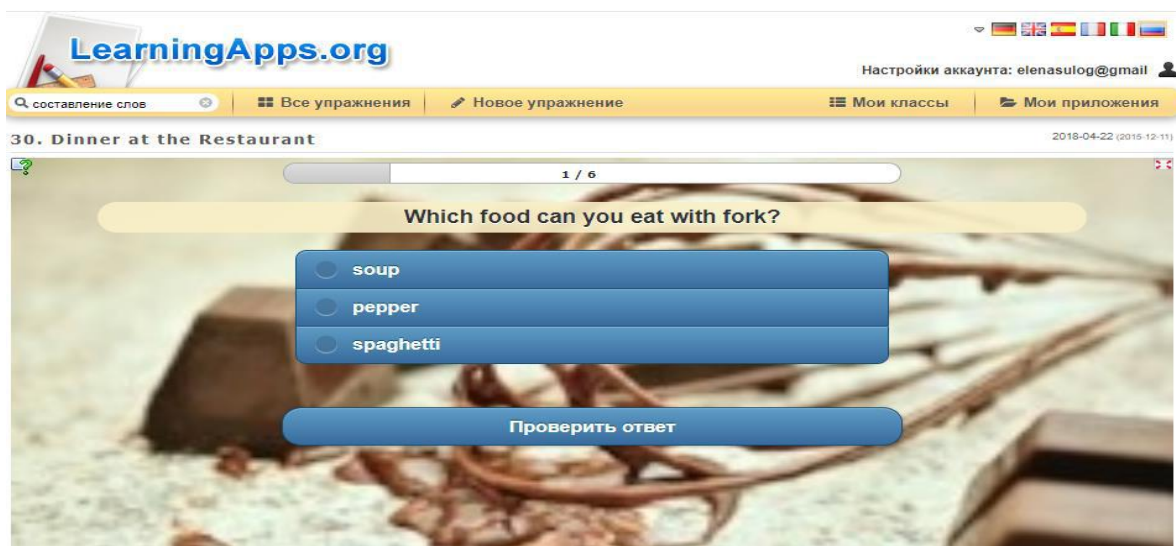 LearningApps.org
Настройки аккаунта: elenasulog@gmail
составление слов
Все упражнения
Новое упражнение
Мои классы
Мои приложения
30. Dinner at the Restaurant
2018-04-22 (2015-12-11)
1 / 6
Which food can you eat with fork?
soup
pepper
spaghetti
Проверить ответ